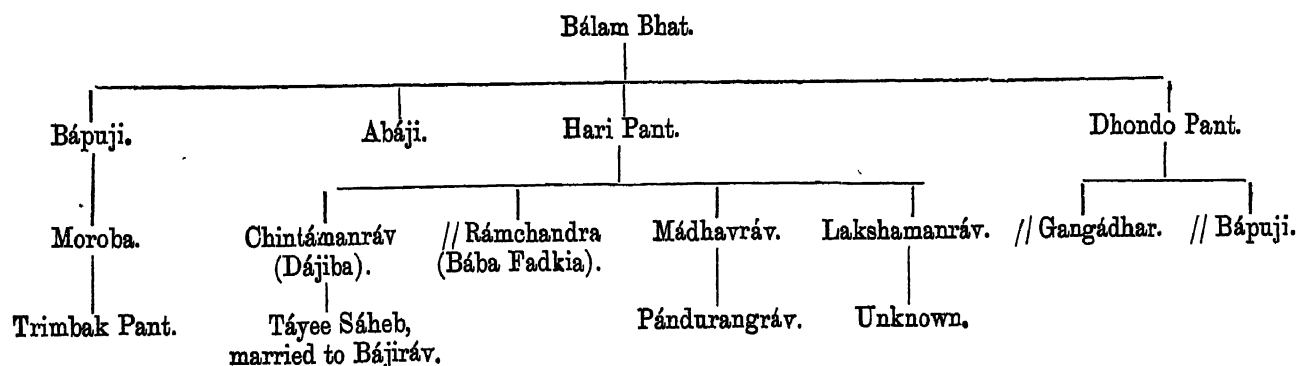 Bálam Bhat.
Bápuji. Abáji. Hari Pant. Dhondo Pant.
Moroba. Chintámanráv // Rámchandra Mádhavráv. Lakshamanráv. // Gangádhar. // Bápuji.
(Dájiba). (Bába Fadkia).
Trimbak Pant. Táyee Sáheb, Pándurangráv. Unknown.
married to Bájiráv.